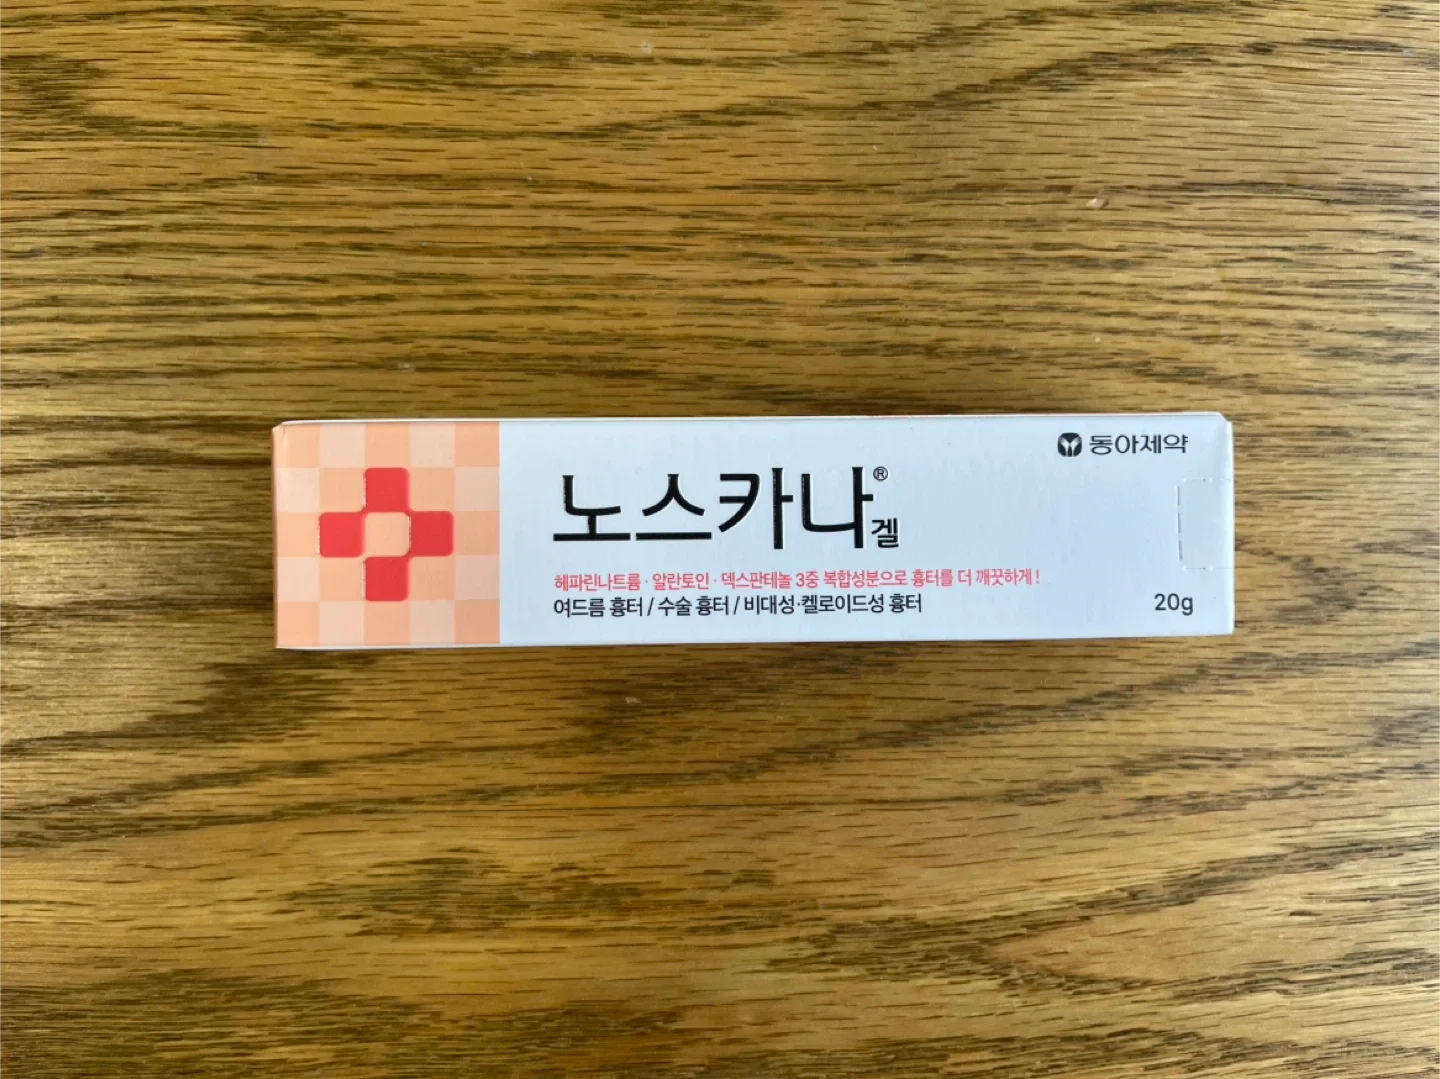 동아제약
노스카나® 겔
헤파린나트륨·알란토인·덱스판테놀 3중 복합성분으로 흉터를 더 깨끗하게!
여드름 흉터 / 수술 흉터 / 비대성·켈로이드성 흉터
20g